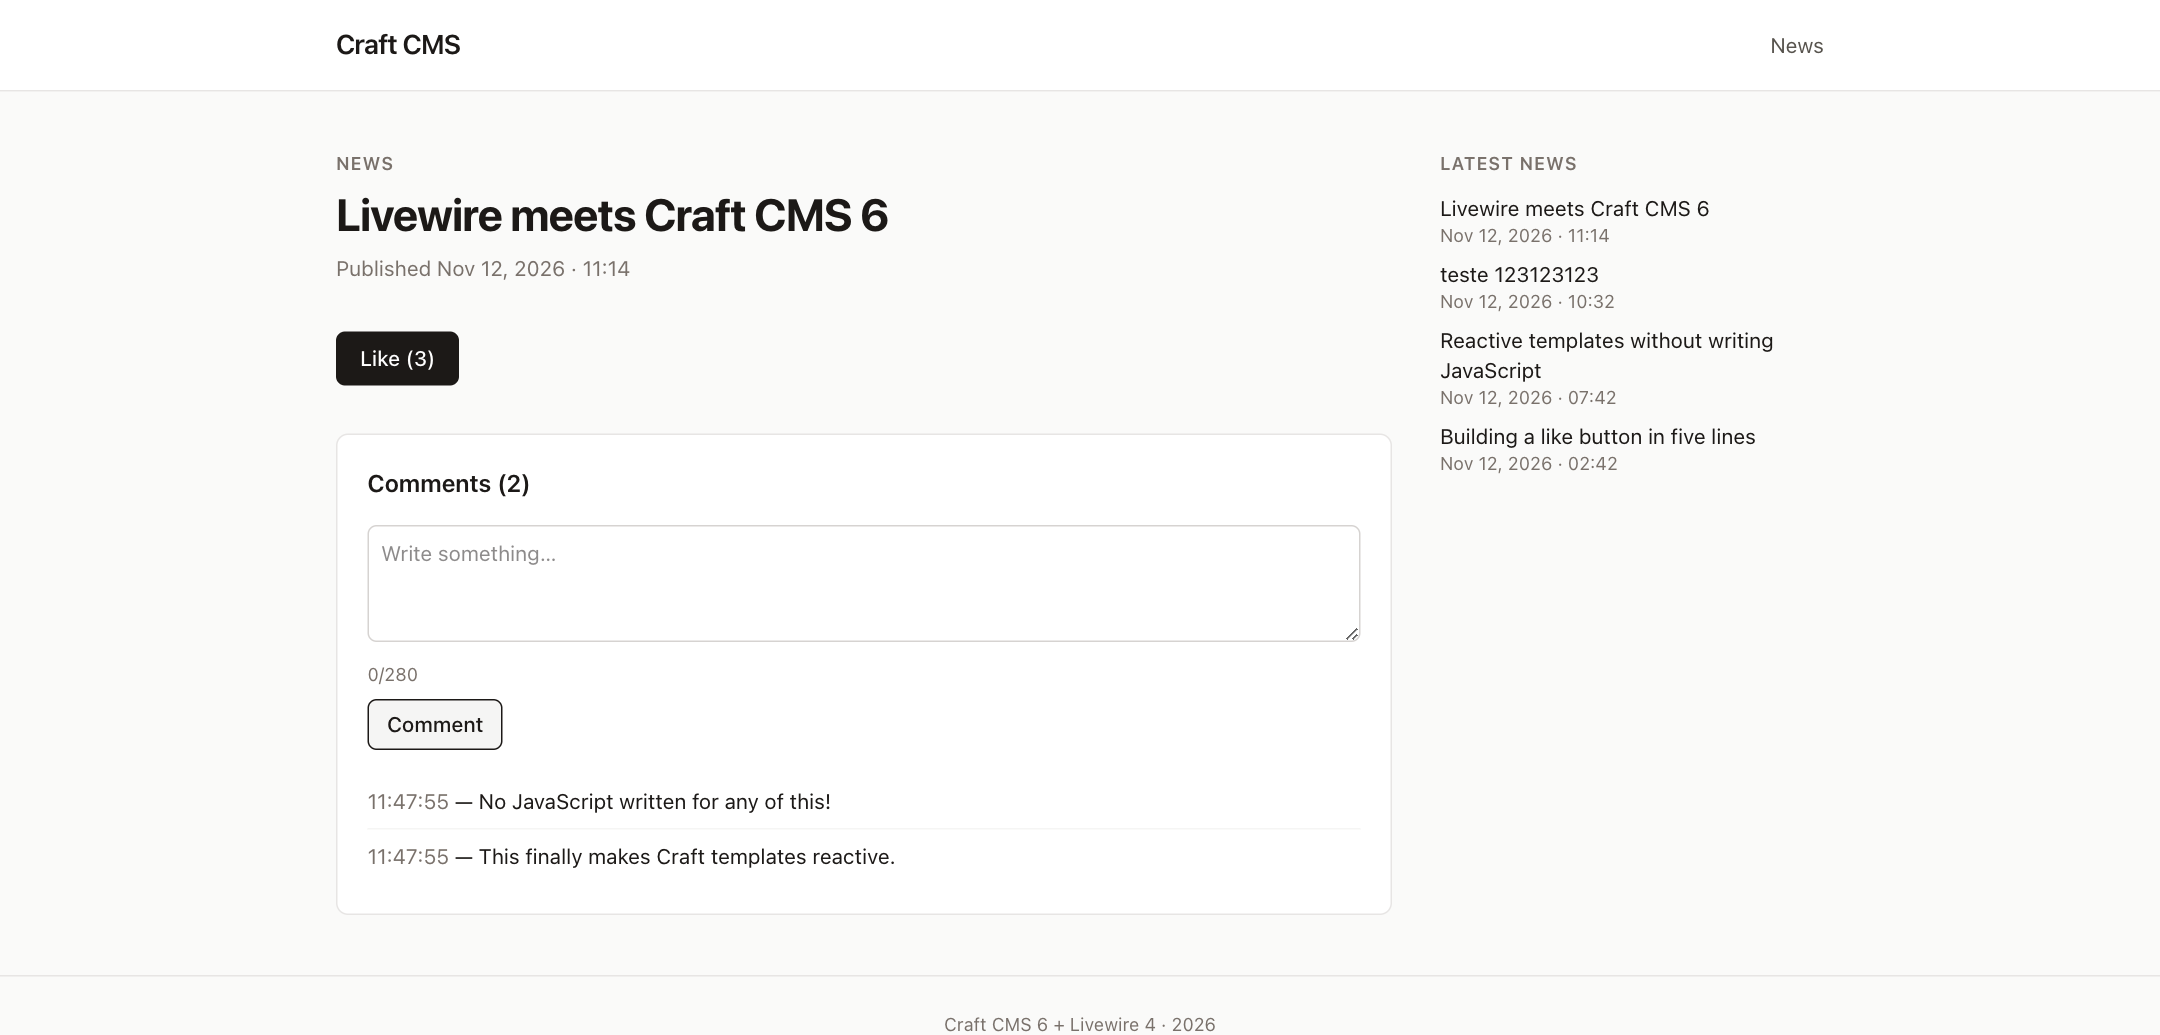 Craft CMS
News
NEWS
Livewire meets Craft CMS 6
Published Nov 12, 2026 · 11:14
Like (3)
Comments (2)
Write something...
0/280
Comment
11:47:55 — No JavaScript written for any of this!
11:47:55 — This finally makes Craft templates reactive.
LATEST NEWS
Livewire meets Craft CMS 6
Nov 12, 2026 · 11:14
teste 123123123
Nov 12, 2026 · 10:32
Reactive templates without writing
JavaScript
Nov 12, 2026 · 07:42
Building a like button in five lines
Nov 12, 2026 · 02:42
Craft CMS 6 + Livewire 4 · 2026